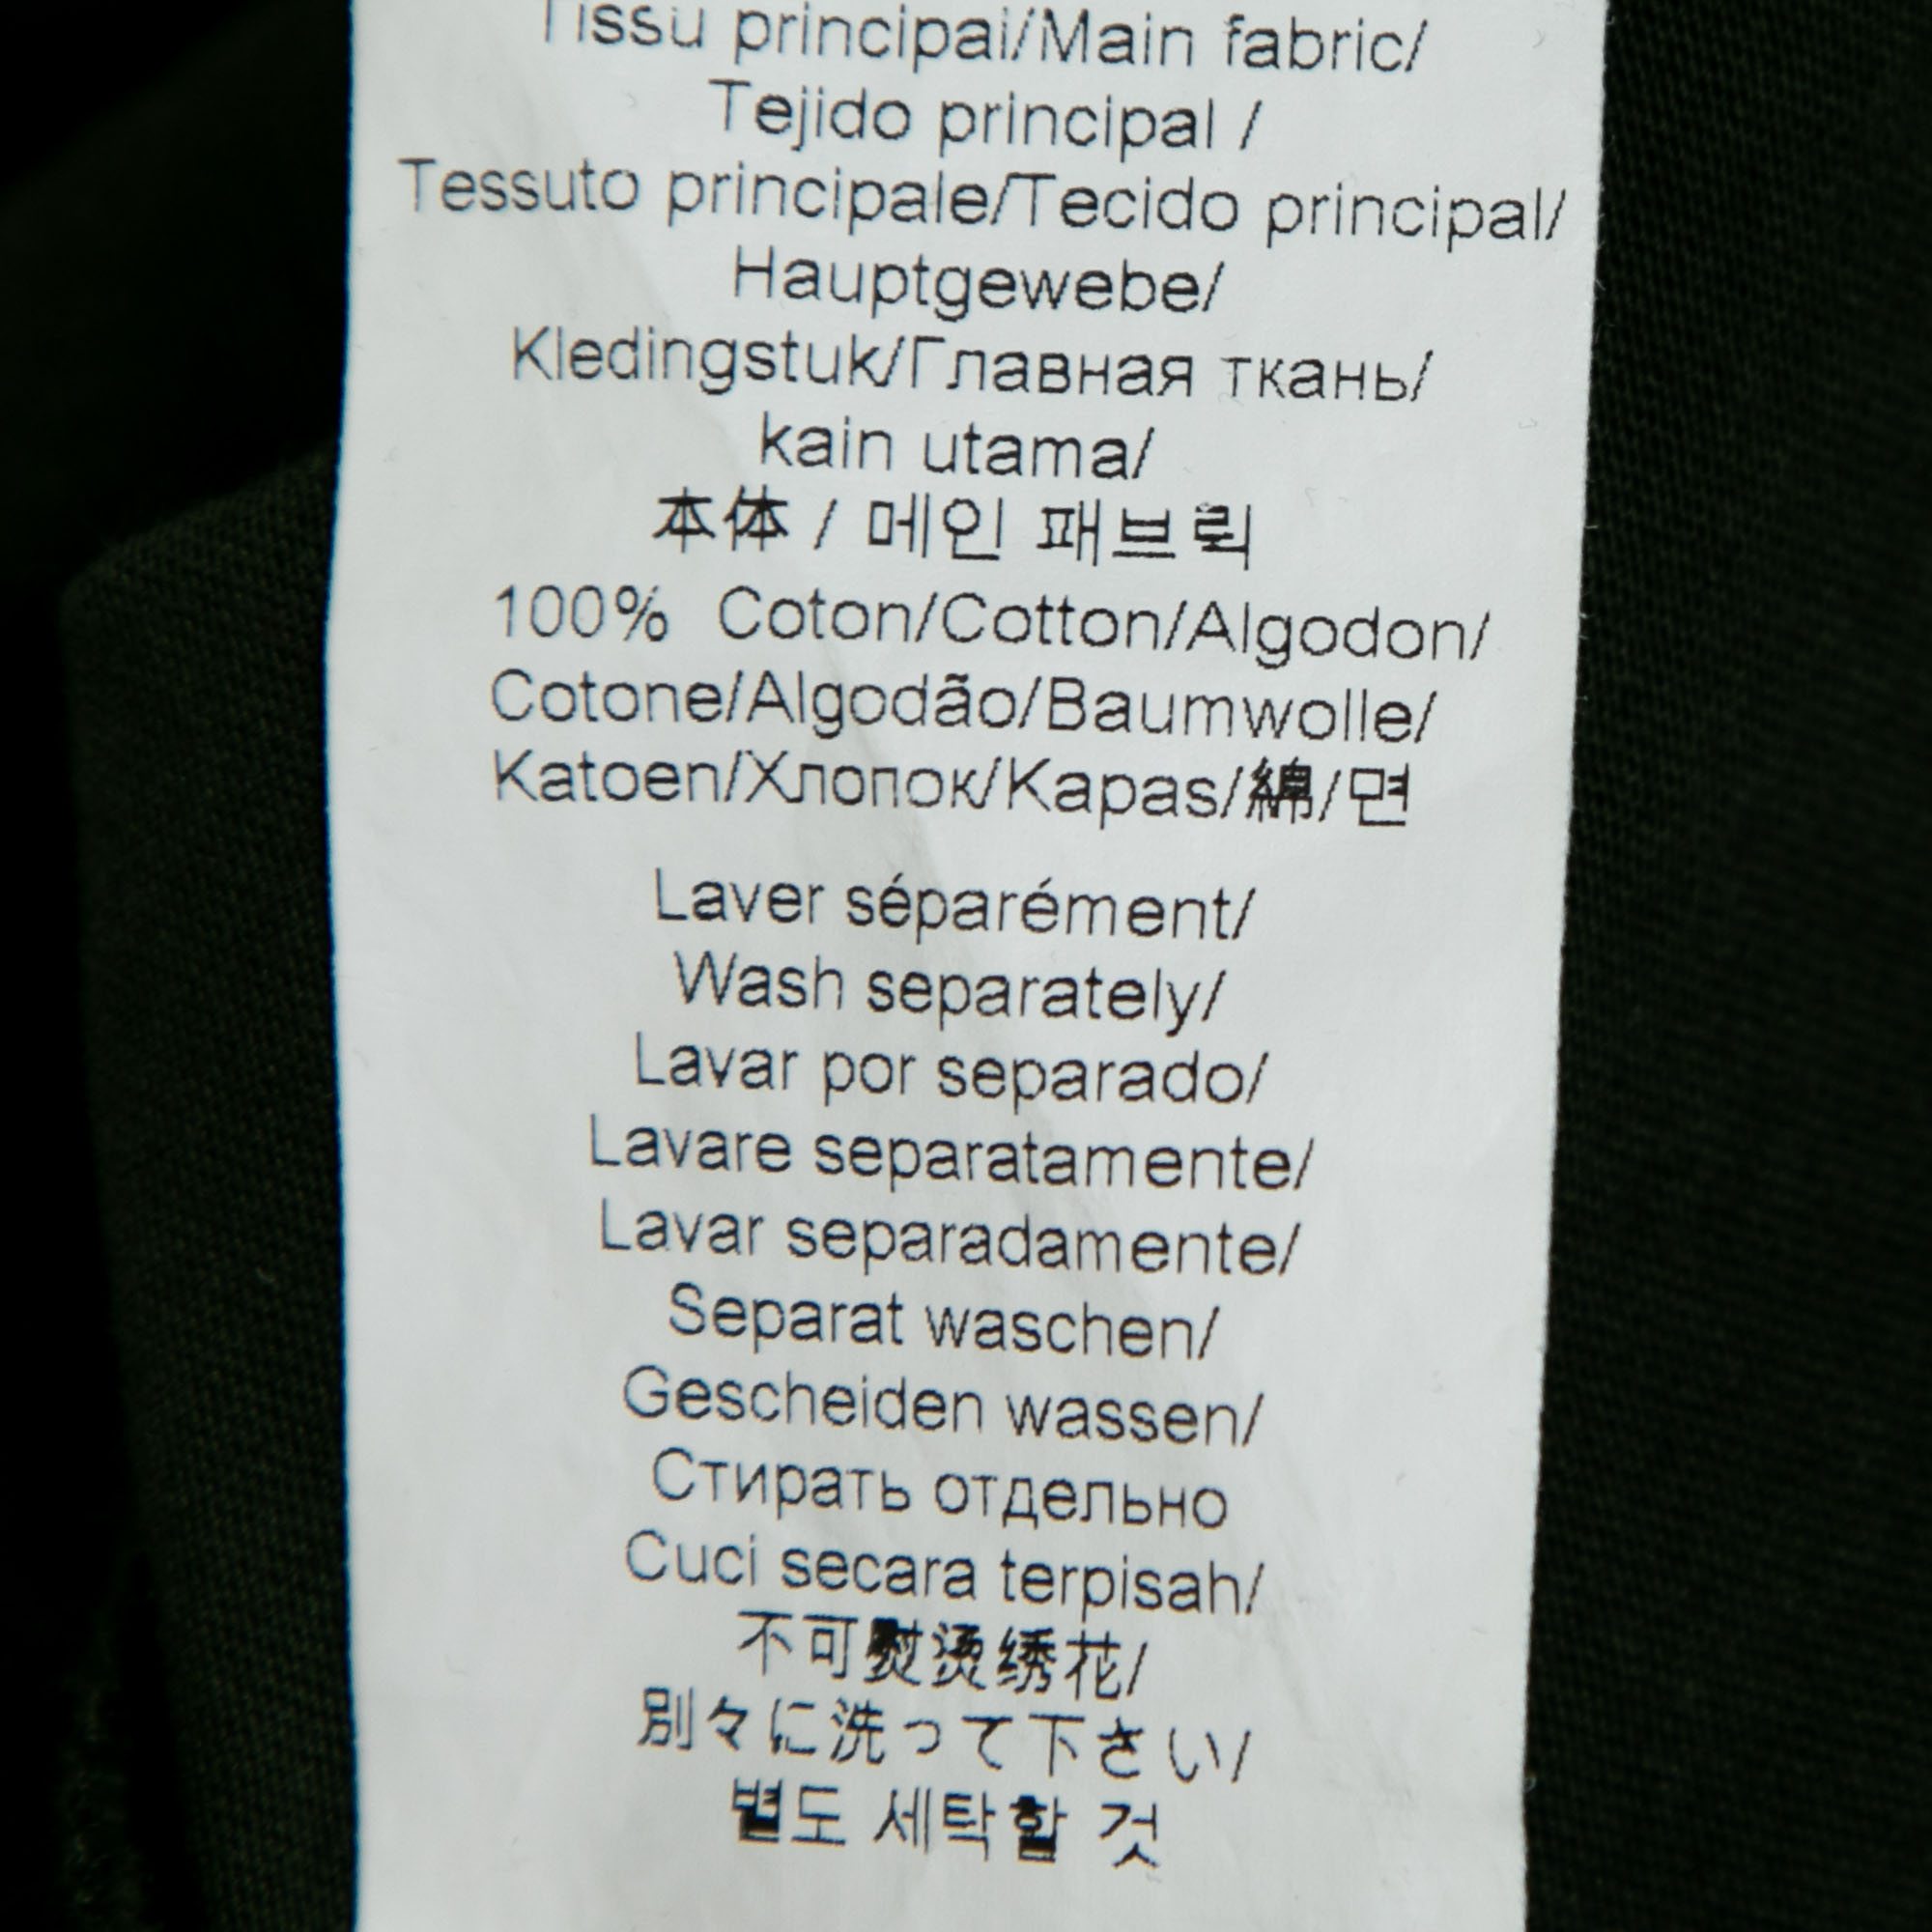 Tissu principal/Main fabric/
Tejido principal /
Tessuto principale/Tecido principal/
Hauptgewebe/
Kledingstuk/Главная ткань/
kain utama/
本体 / 메인 패브릭
100% Coton/Cotton/Algodon/
Cotone/Algodão/Baumwolle/
Katoen/Хлопок/Kapas/綿/면
Laver séparément/
Wash separately/
Lavar por separado/
Lavare separatamente/
Lavar separadamente/
Separat waschen/
Gescheiden wassen/
Стирать отдельно
Cuci secara terpisah/
不可熨烫绣花/
別々に洗って下さい/
별도 세탁할 것